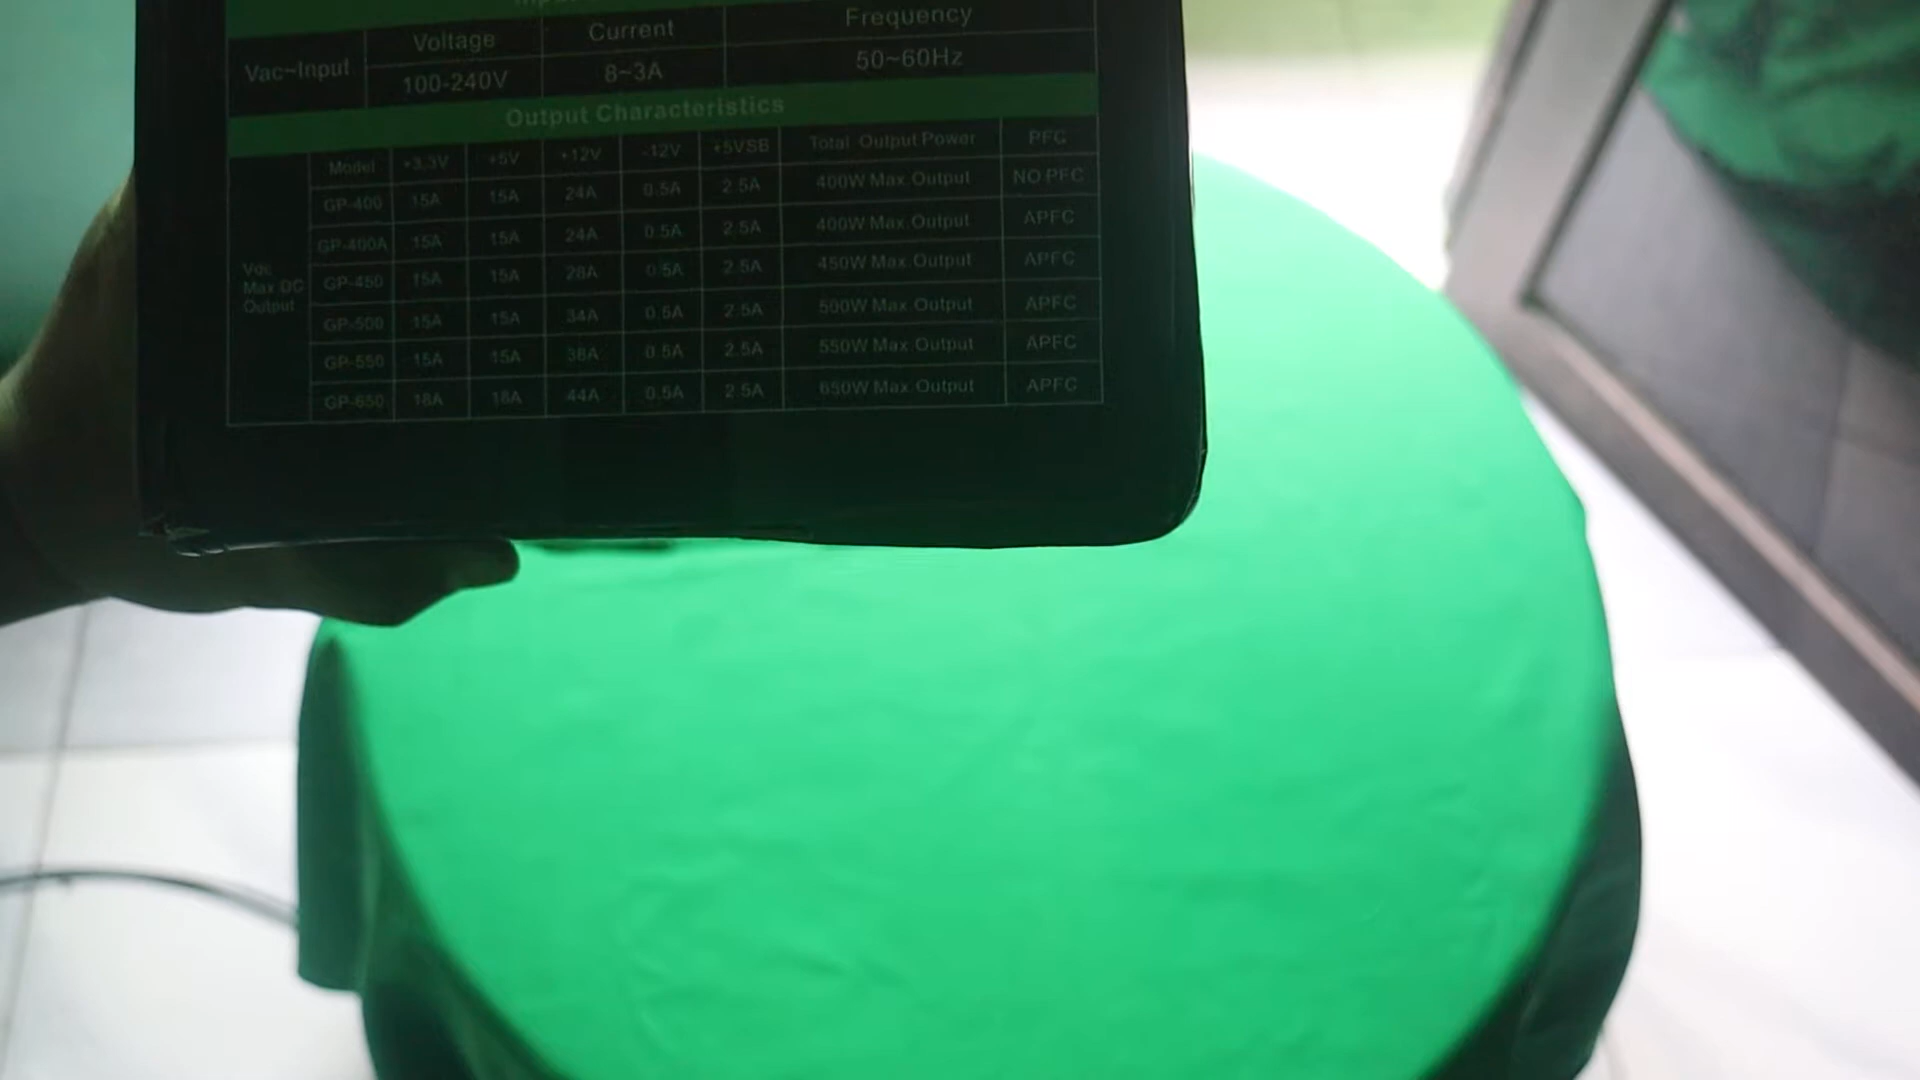 Voltage Current Frequency
Vac~Input 100-240V 8~3A 50~60Hz
Output Characteristics
Model +3.3V +5V +12V -12V +5VSB Total Output Power PFC
GP-400 15A 15A 24A 0.5A 2.5A 400W Max.Output NO PFC
GP-400A 15A 15A 24A 0.5A 2.5A 400W Max.Output APFC
Vdc Max DC Output
GP-450 15A 15A 28A 0.5A 2.5A 450W Max.Output APFC
GP-500 15A 15A 34A 0.5A 2.5A 500W Max.Output APFC
GP-550 15A 15A 38A 0.5A 2.5A 550W Max.Output APFC
GP-650 18A 18A 44A 0.5A 2.5A 650W Max.Output APFC